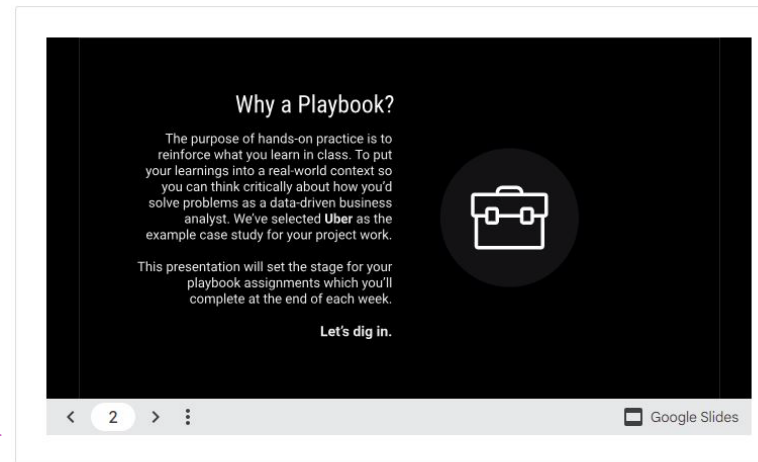 Why a Playbook?
The purpose of hands-on practice is to
reinforce what you learn in class. To put
your learnings into a real-world context so
you can think critically about how you'd
solve problems as a data-driven business
analyst. We've selected Uber as the
example case study for your project work.
This presentation will set the stage for your
playbook assignments which you'll
complete at the end of each week.
Let's dig in.
2
Google Slides